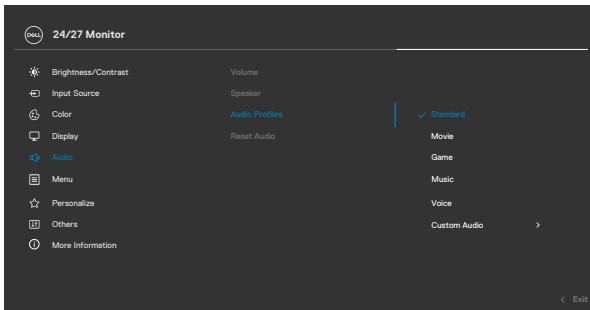 DELL 24/27 Monitor
Brightness/Contrast Volume
Input Source Speaker
Color Audio Profiles Standard
Display Reset Audio Movie
Audio Game
Menu Music
Personalize Voice
Others Custom Audio >
More Information
< Exit